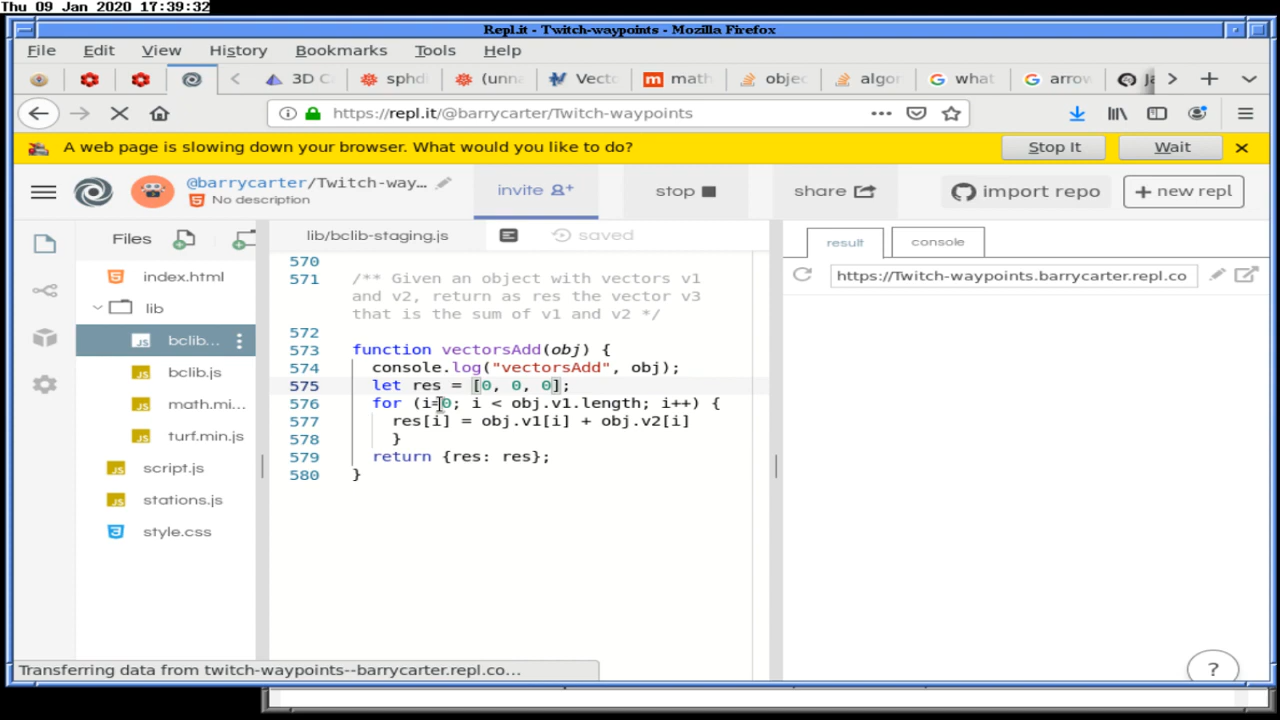 Thu 09 Jan 2020 17:39:32
Repl.it - Twitch-waypoints - Mozilla Firefox
File Edit View History Bookmarks Tools Help
3D C sphd (unna Vecto math objec algor what arrow Ja
https://repl.it/@barrycarter/Twitch-waypoints
A web page is slowing down your browser. What would you like to do? Stop It Wait
@barrycarter/Twitch-way... invite stop share import repo + new repl
No description
Files lib/bclib-staging.js saved result console
index.html https://Twitch-waypoints.barrycarter.repl.co
lib
bclib...
bclib.js
math.mi...
turf.min.js
script.js
stations.js
style.css
570
571 /** Given an object with vectors v1
and v2, return as res the vector v3
that is the sum of v1 and v2 */
572
573 function vectorsAdd(obj) {
574 console.log("vectorsAdd", obj);
575 let res = [0, 0, 0];
576 for (i=0; i < obj.v1.length; i++) {
577 res[i] = obj.v1[i] + obj.v2[i]
578 }
579 return {res: res};
580 }
Transferring data from twitch-waypoints--barrycarter.repl.co...
?